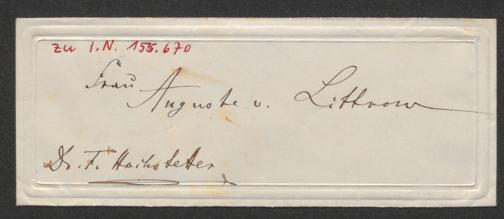 zu I.N. 155.670
Frau
Auguste v. Littrow
Dr. F. Hochstetter